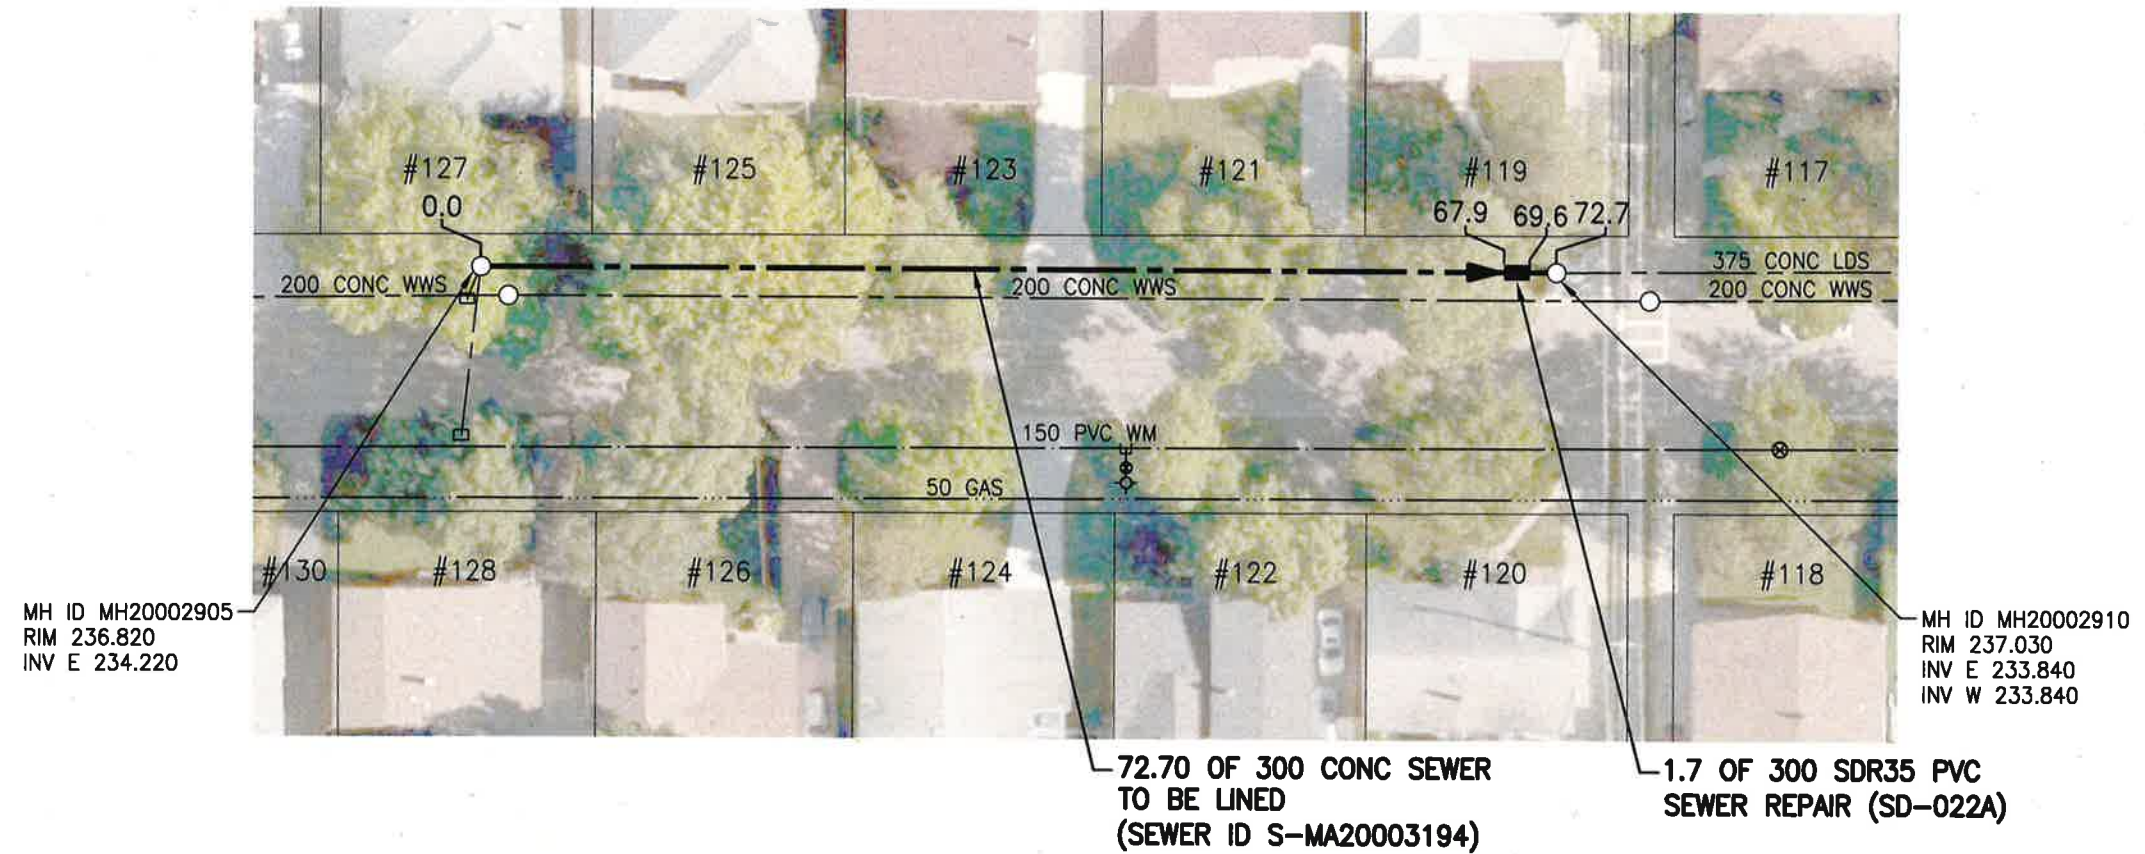 #127
#125
#123
#121
#119
#117
0.0
67.9
69.6
72.7
375 CONC LDS
200 CONC WWS
200 CONC WWS
200 CONC WWS
150 PVC WM
50 GAS
#130
#128
#126
#124
#122
#120
#118
MH ID MH20002905
RIM 236.820
INV E 234.220
MH ID MH20002910
RIM 237.030
INV E 233.840
INV W 233.840
72.70 OF 300 CONC SEWER
TO BE LINED
(SEWER ID S-MA20003194)
1.7 OF 300 SDR35 PVC
SEWER REPAIR (SD-022A)